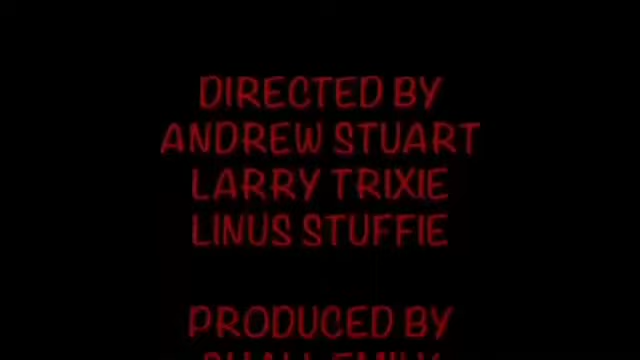 DIRECTED BY
ANDREW STUART
LARRY TRIXIE
LINUS STUFFIE
PRODUCED BY